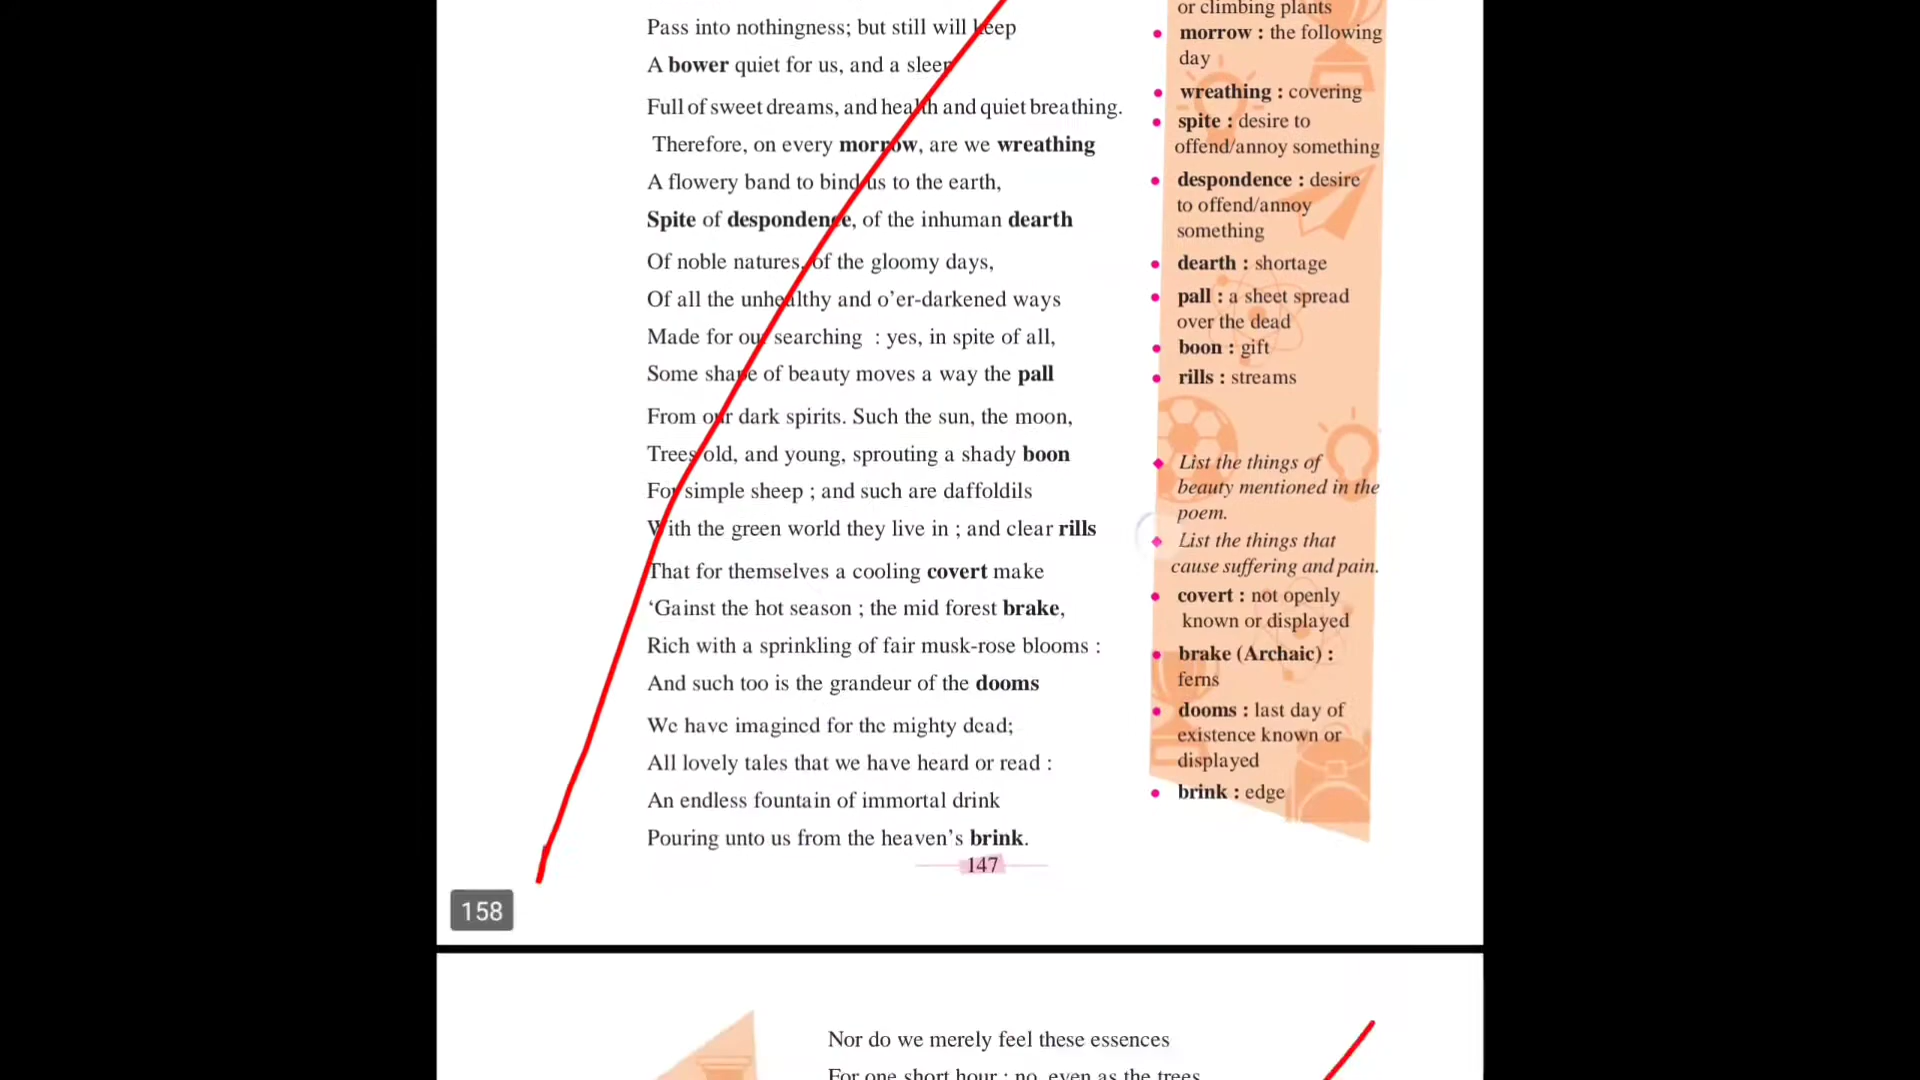 Pass into nothingness; but still will keep
A bower quiet for us, and a sleep
Full of sweet dreams, and health and quiet breathing.
Therefore, on every morrow, are we wreathing
A flowery band to bind us to the earth,
Spite of despondence, of the inhuman dearth
Of noble natures, of the gloomy days,
Of all the unhealthy and o’er-darkened ways
Made for our searching : yes, in spite of all,
Some shape of beauty moves a way the pall
From our dark spirits. Such the sun, the moon,
Trees old, and young, sprouting a shady boon
For simple sheep ; and such are daffoldils
With the green world they live in ; and clear rills
That for themselves a cooling covert make
‘Gainst the hot season ; the mid forest brake,
Rich with a sprinkling of fair musk-rose blooms :
And such too is the grandeur of the dooms
We have imagined for the mighty dead;
All lovely tales that we have heard or read :
An endless fountain of immortal drink
Pouring unto us from the heaven’s brink.
147
or climbing plants
morrow : the following
day
wreathing : covering
spite : desire to
offend/annoy something
despondence : desire
to offend/annoy
something
dearth : shortage
pall : a sheet spread
over the dead
boon : gift
rills : streams
List the things of
beauty mentioned in the
poem.
List the things that
cause suffering and pain.
covert : not openly
known or displayed
brake (Archaic) :
ferns
dooms : last day of
existence known or
displayed
brink : edge
158
Nor do we merely feel these essences
For one short hour ; no, even as the trees